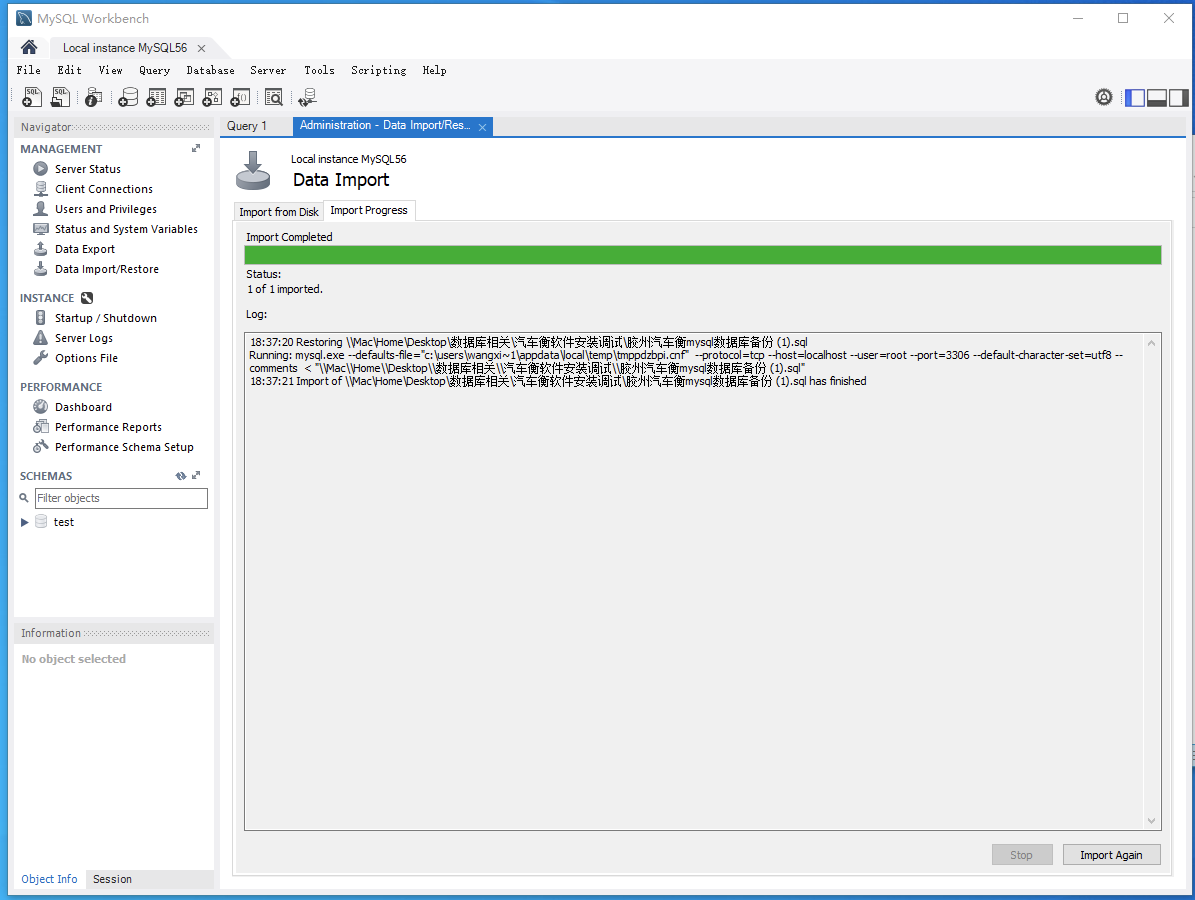 MySQL Workbench
Local instance MySQL56
File Edit View Query Database Server Tools Scripting Help
Navigator
MANAGEMENT
Server Status
Client Connections
Users and Privileges
Status and System Variables
Data Export
Data Import/Restore
INSTANCE
Startup / Shutdown
Server Logs
Options File
PERFORMANCE
Dashboard
Performance Reports
Performance Schema Setup
SCHEMAS
Filter objects
test
Information
No object selected
Object Info Session
Query 1 Administration - Data Import/Res...
Local instance MySQL56
Data Import
Import from Disk Import Progress
Import Completed
Status:
1 of 1 imported.
Log:
18:37:20 Restoring \\Mac\Home\Desktop\数据库相关\汽车衡软件安装调试\胶州汽车衡mysql数据库备份 (1).sql
Running: mysql.exe --defaults-file="c:\users\wangxi~1\appdata\local\temp\tmppdzbpi.cnf"  --protocol=tcp --host=localhost --user=root --port=3306 --default-character-set=utf8 --
comments  < "\\Mac\\Home\\Desktop\\数据库相关\\汽车衡软件安装调试\\胶州汽车衡mysql数据库备份 (1).sql"
18:37:21 Import of \\Mac\Home\Desktop\数据库相关\汽车衡软件安装调试\胶州汽车衡mysql数据库备份 (1).sql has finished
Stop Import Again